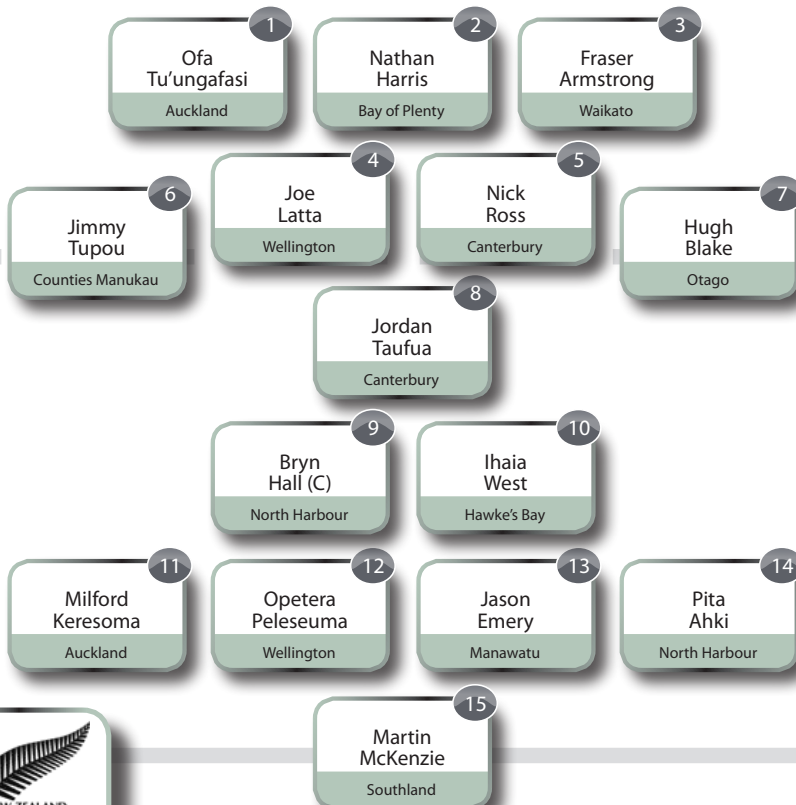 1
Ofa
Tu'ungafasi
Auckland
2
Nathan
Harris
Bay of Plenty
3
Fraser
Armstrong
Waikato
4
Joe
Latta
Wellington
5
Nick
Ross
Canterbury
6
Jimmy
Tupou
Counties Manukau
7
Hugh
Blake
Otago
8
Jordan
Taufua
Canterbury
9
Bryn
Hall (C)
North Harbour
10
Ihaia
West
Hawke's Bay
11
Milford
Keresoma
Auckland
12
Opetera
Peleseuma
Wellington
13
Jason
Emery
Manawatu
14
Pita
Ahki
North Harbour
15
Martin
McKenzie
Southland